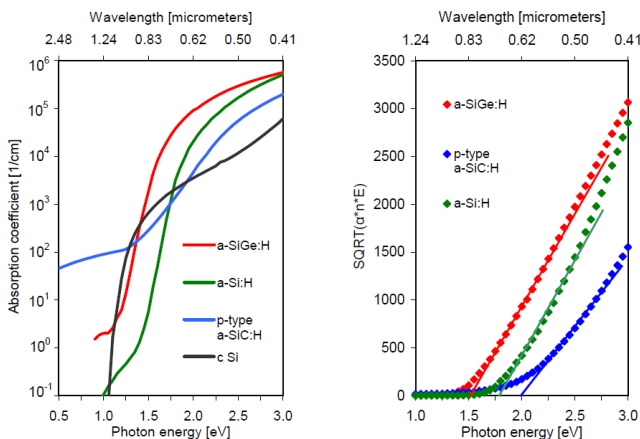 Wavelength [micrometers]
2.48 1.24 0.83 0.62 0.50 0.41
Absorption coefficient [1/cm]
10^6
10^5
10^4
10^3
10^2
10^1
10^0
10^-1
a-SiGe:H
a-Si:H
p-type
a-SiC:H
c Si
0.5 1.0 1.5 2.0 2.5 3.0
Photon energy [eV]
Wavelength [micrometers]
1.24 0.83 0.62 0.50 0.41
SQRT(α*n*E)
3500
3000
2500
2000
1500
1000
500
0
a-SiGe:H
p-type
a-SiC:H
a-Si:H
1.0 1.5 2.0 2.5 3.0
Photon energy [eV]